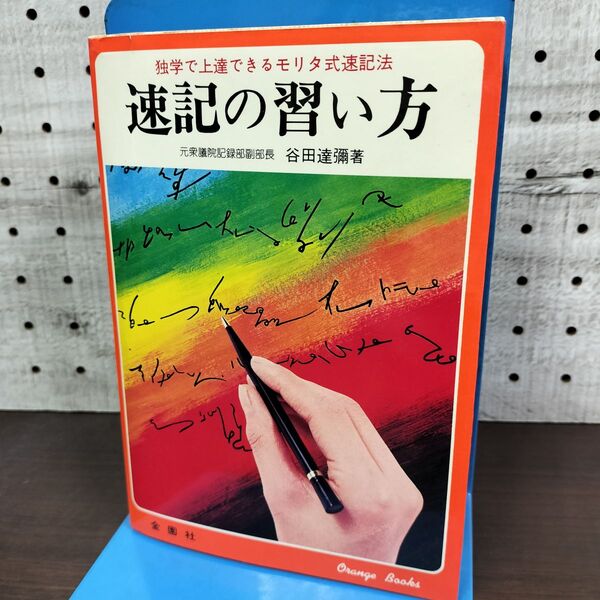 独学で上達できるモリタ式速記法
速記の習い方
元衆議院記録部副部長 谷田達彌著
金園社
Orange Books